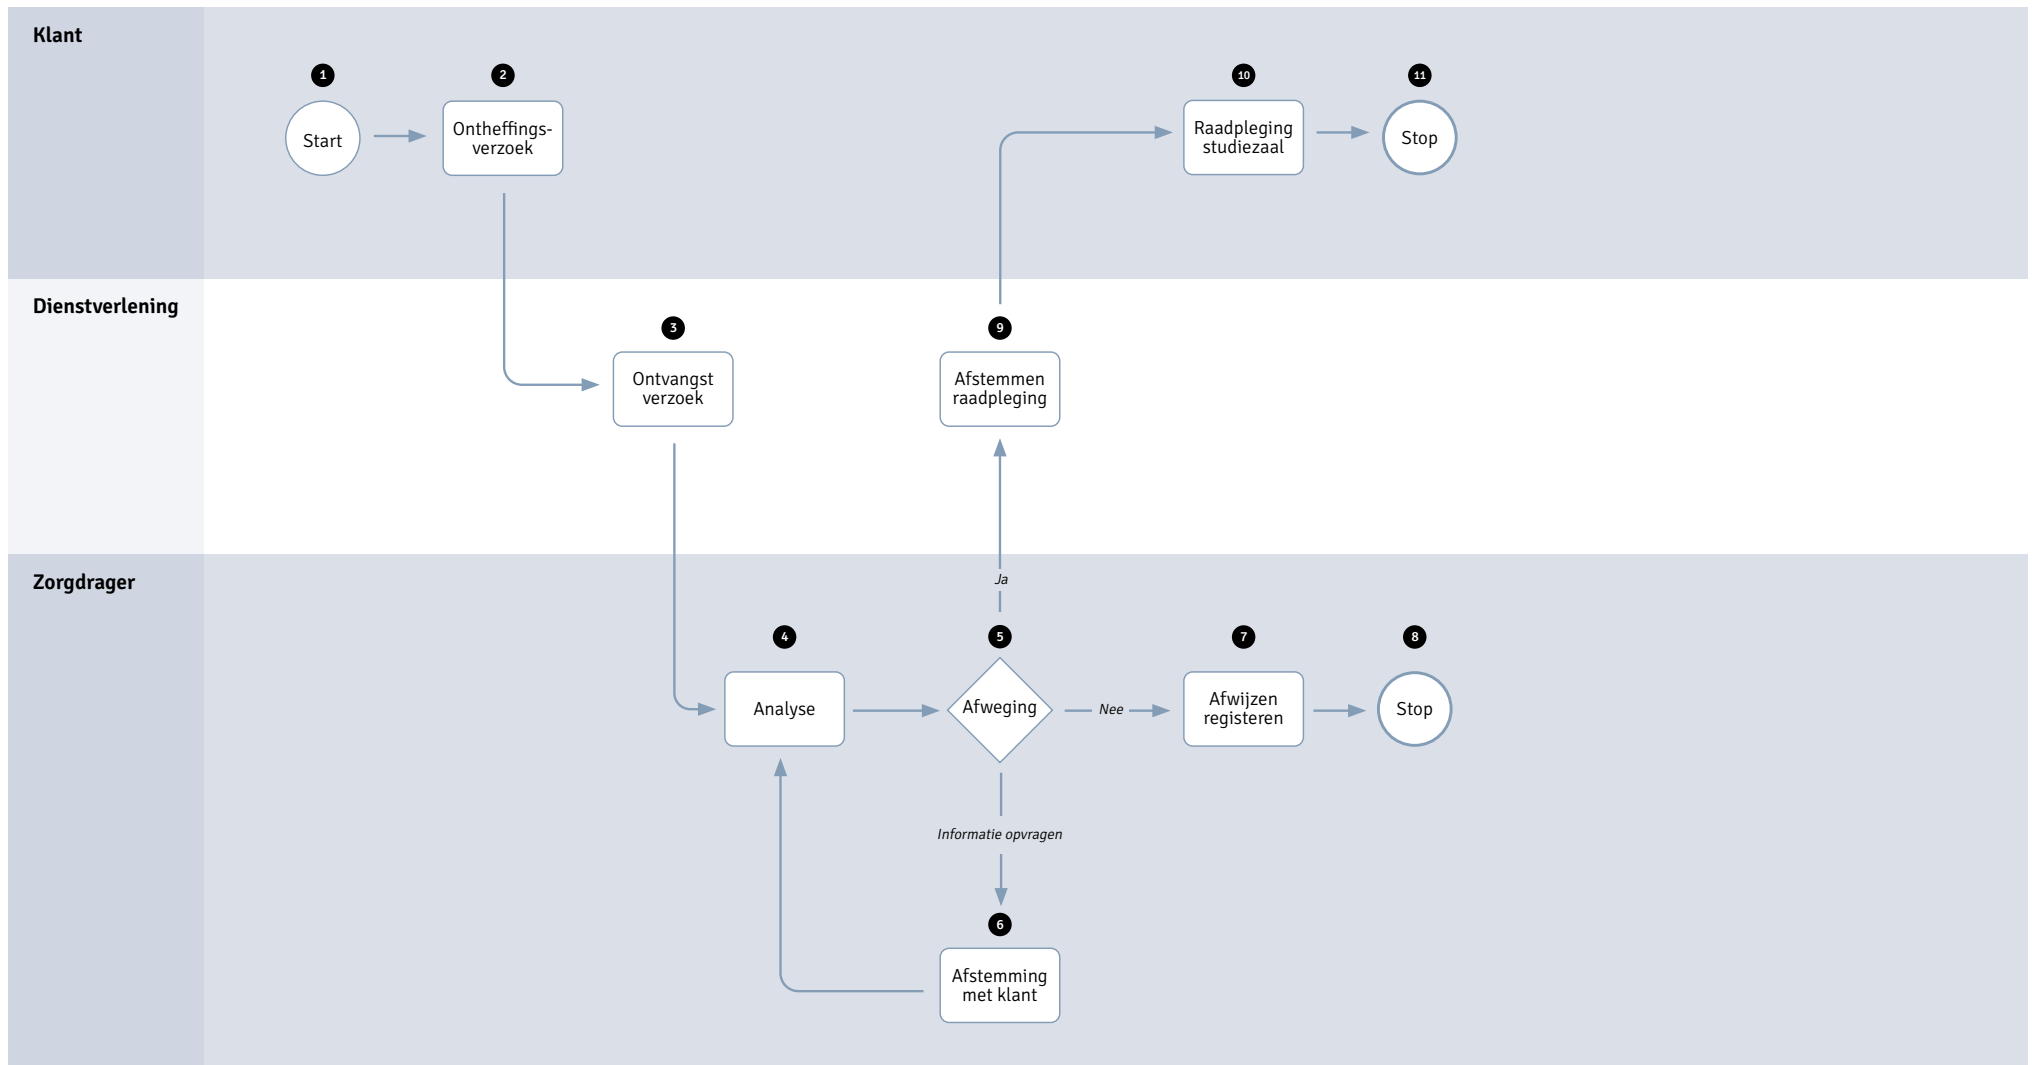 Klant
1
2
10
11
Start
Ontheffings-
verzoek
Raadpleging
studiezaal
Stop
Dienstverlening
3
9
Ontvangst
verzoek
Afstemmen
raadpleging
Zorgdrager
Ja
4
5
7
8
Analyse
Afweging
Nee
Afwijzen
registeren
Stop
Informatie opvragen
6
Afstemming
met klant